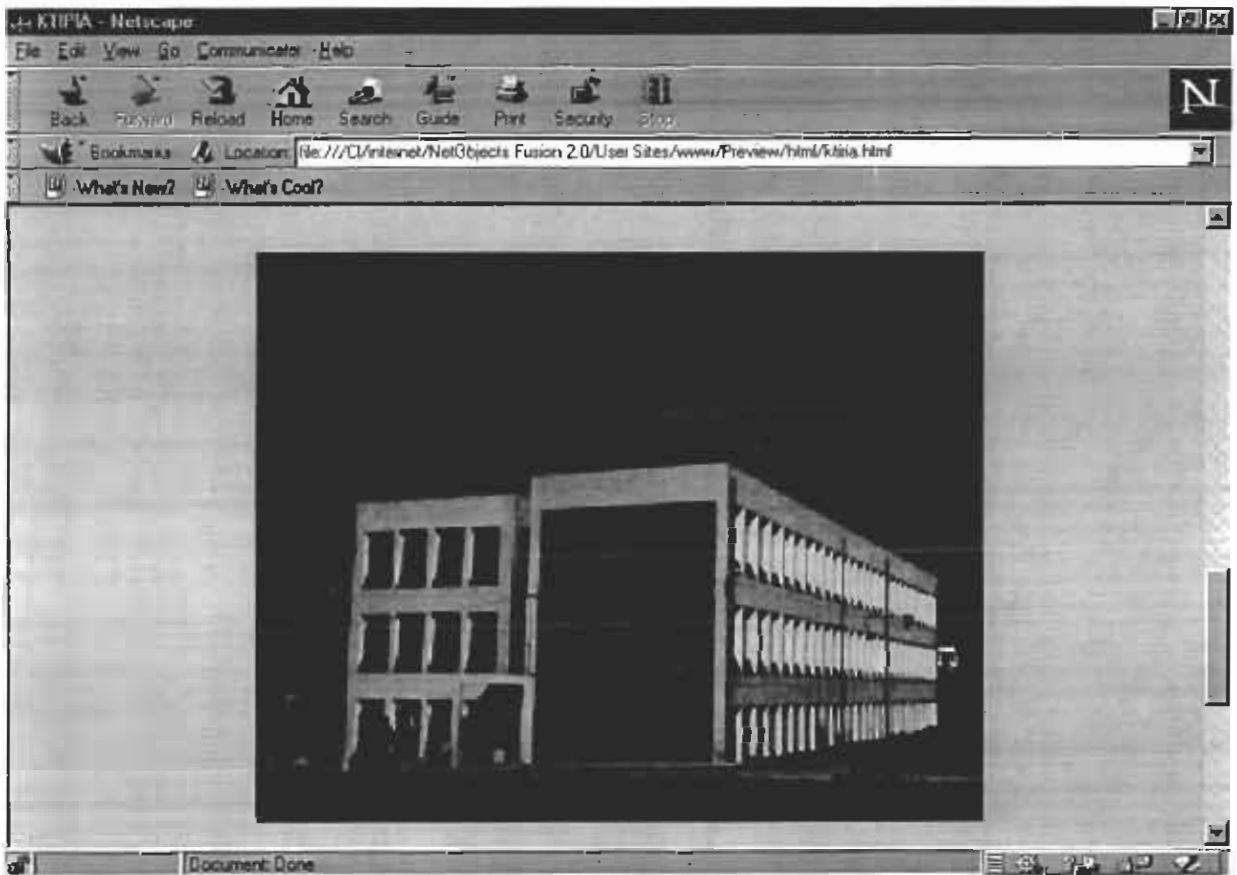 KTIPIA - Netscape
File Edit View Go Communicator Help
Back Forward Reload Home Search Guide Print Security Stop
N
Bookmarks Location: file:///C|/internet/NetObjects Fusion 2.0/User Sites/www/Preview/html/ktiria.html
What's New? What's Cool?
Document: Done